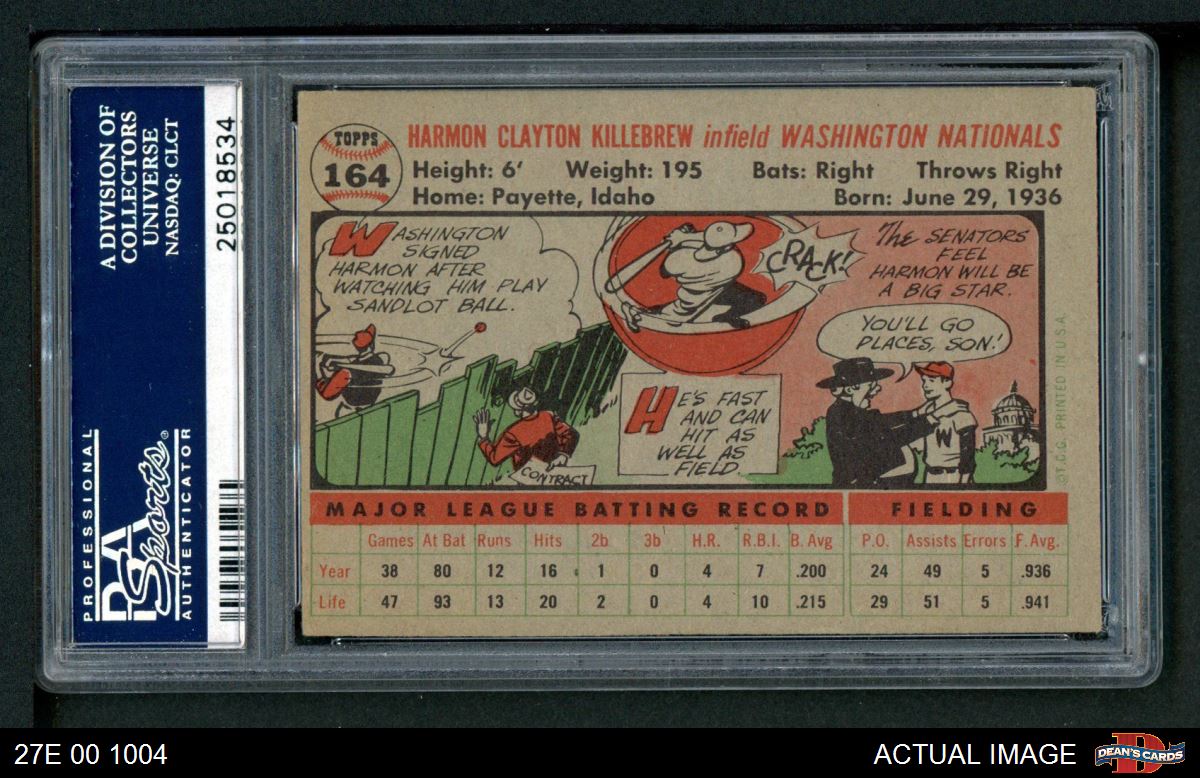 A DIVISION OF
COLLECTORS
UNIVERSE
NASDAQ: CLCT
25018534
PROFESSIONAL
PSA
Sports®
AUTHENTICATOR
TOPPS
164
HARMON CLAYTON KILLEBREW infield WASHINGTON NATIONALS
Height: 6' Weight: 195 Bats: Right Throws Right
Home: Payette, Idaho Born: June 29, 1936
WASHINGTON
SIGNED
HARMON AFTER
WATCHING HIM PLAY
SANDLOT BALL.
CONTRACT
CRACK!
HE'S FAST
AND CAN
HIT AS
WELL AS
FIELD.
THE SENATORS
FEEL
HARMON WILL BE
A BIG STAR.
YOU'LL GO
PLACES, SON!
W
© T.C.G. PRINTED IN U.S.A.
MAJOR LEAGUE BATTING RECORD FIELDING
Games At Bat Runs Hits 2b 3b H.R. R.B.I. B. Avg P.O. Assists Errors F. Avg.
Year 38 80 12 16 1 0 4 7 .200 24 49 5 .936
Life 47 93 13 20 2 0 4 10 .215 29 51 5 .941
27E 00 1004
ACTUAL IMAGE
D
DEAN'S CARDS